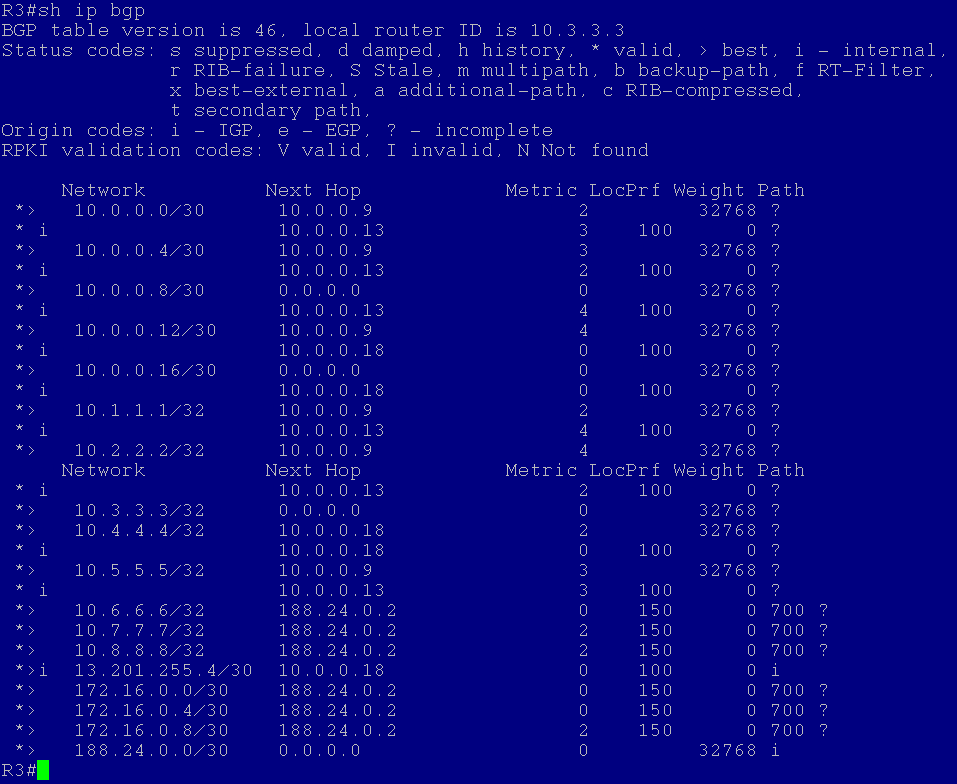 R3#sh ip bgp
BGP table version is 46, local router ID is 10.3.3.3
Status codes: s suppressed, d damped, h history, * valid, > best, i - internal,
              r RIB-failure, S Stale, m multipath, b backup-path, f RT-Filter,
              x best-external, a additional-path, c RIB-compressed,
              t secondary path,
Origin codes: i - IGP, e - EGP, ? - incomplete
RPKI validation codes: V valid, I invalid, N Not found

     Network          Next Hop            Metric LocPrf Weight Path
 *>   10.0.0.0/30      10.0.0.9                 2         32768 ?
 * i                   10.0.0.13                3    100      0 ?
 *>   10.0.0.4/30      10.0.0.9                 3         32768 ?
 * i                   10.0.0.13                2    100      0 ?
 *>   10.0.0.8/30      0.0.0.0                  0         32768 ?
 * i                   10.0.0.13                4    100      0 ?
 *>   10.0.0.12/30     10.0.0.9                 4         32768 ?
 * i                   10.0.0.18                0    100      0 ?
 *>   10.0.0.16/30     0.0.0.0                  0         32768 ?
 * i                   10.0.0.18                0    100      0 ?
 *>   10.1.1.1/32      10.0.0.9                 2         32768 ?
 * i                   10.0.0.13                4    100      0 ?
 *>   10.2.2.2/32      10.0.0.9                 4         32768 ?
     Network          Next Hop            Metric LocPrf Weight Path
 * i                   10.0.0.13                2    100      0 ?
 *>   10.3.3.3/32      0.0.0.0                  0         32768 ?
 *>   10.4.4.4/32      10.0.0.18                2         32768 ?
 * i                   10.0.0.18                0    100      0 ?
 *>   10.5.5.5/32      10.0.0.9                 3         32768 ?
 * i                   10.0.0.13                3    100      0 ?
 *>   10.6.6.6/32      188.24.0.2               0    150      0 700 ?
 *>   10.7.7.7/32      188.24.0.2               2    150      0 700 ?
 *>   10.8.8.8/32      188.24.0.2               2    150      0 700 ?
 *>i  13.201.255.4/30  10.0.0.18                0    100      0 i
 *>   172.16.0.0/30    188.24.0.2               0    150      0 700 ?
 *>   172.16.0.4/30    188.24.0.2               0    150      0 700 ?
 *>   172.16.0.8/30    188.24.0.2               2    150      0 700 ?
 *>   188.24.0.0/30    0.0.0.0                  0         32768 i
R3#